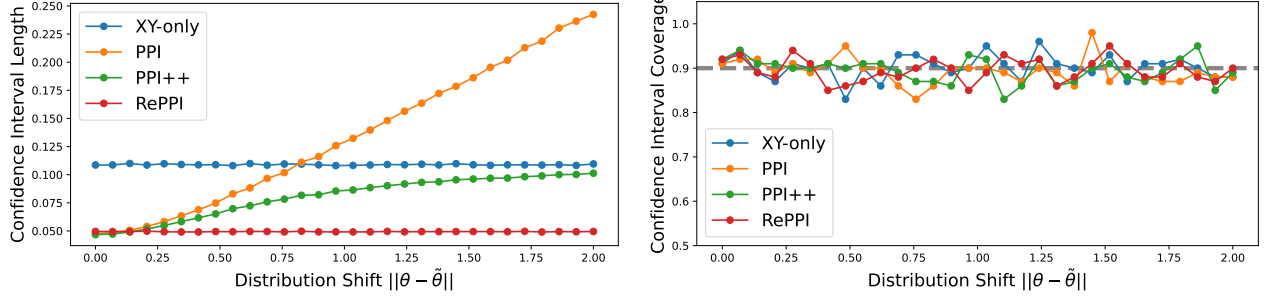 Confidence Interval Length
0.250
0.225
0.200
0.175
0.150
0.125
0.100
0.075
0.050
XY-only
PPI
PPI++
RePPI
0.00 0.25 0.50 0.75 1.00 1.25 1.50 1.75 2.00
Distribution Shift ||θ − θ̃||
Confidence Interval Coverage
1.0
0.9
0.8
0.7
0.6
0.5
XY-only
PPI
PPI++
RePPI
0.00 0.25 0.50 0.75 1.00 1.25 1.50 1.75 2.00
Distribution Shift ||θ − θ̃||